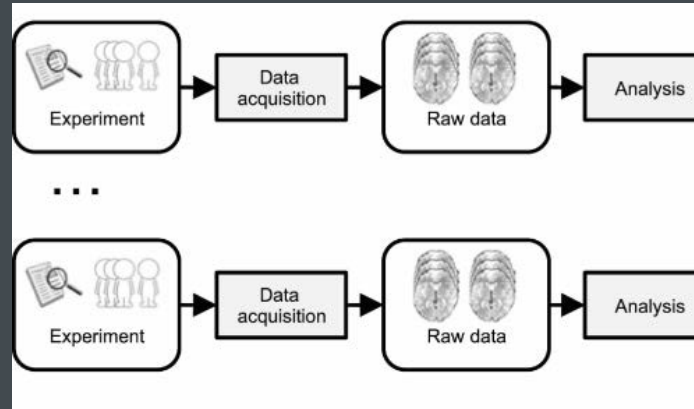 Experiment
Data
acquisition
Raw data
Analysis
...
Experiment
Data
acquisition
Raw data
Analysis